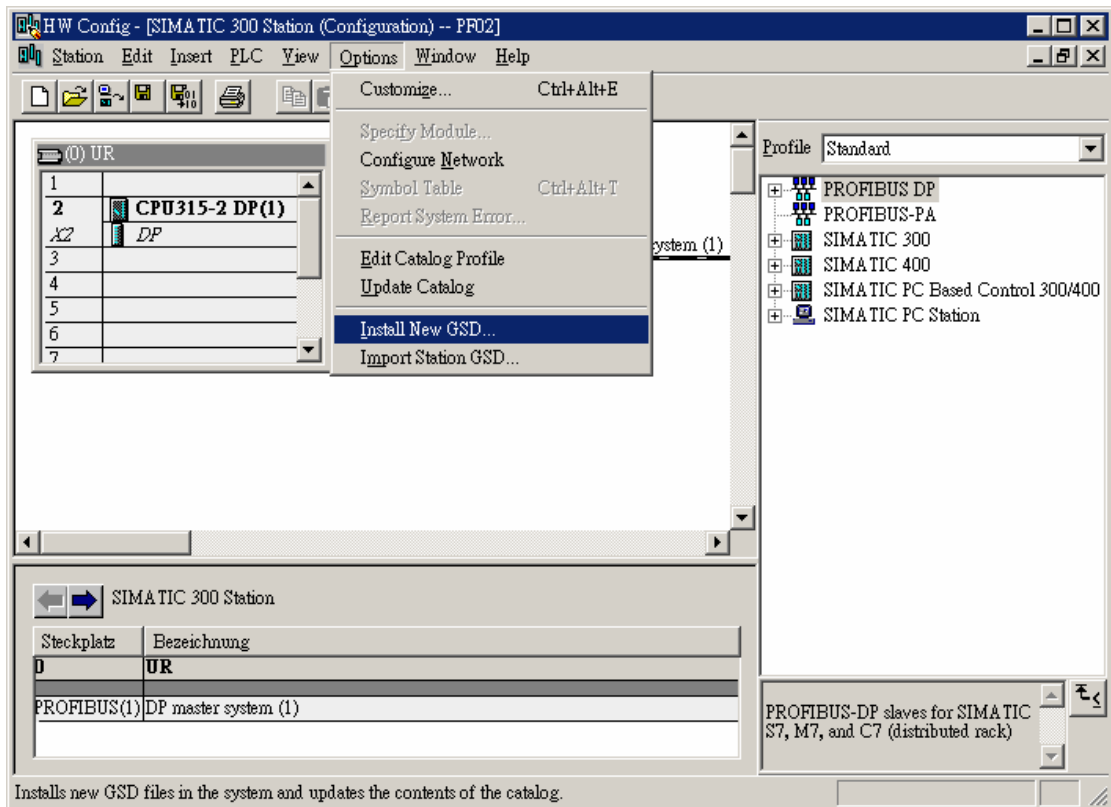 HW Config - [SIMATIC 300 Station (Configuration) -- PF02]
Station Edit Insert PLC View Options Window Help
Customize... Ctrl+Alt+E
Specify Module...
Configure Network
Symbol Table Ctrl+Alt+T
Report System Error...
Edit Catalog Profile
Update Catalog
Install New GSD...
Import Station GSD...
(0) UR
1
2 CPU315-2 DP(1)
X2 DP
3
4
5
6
7
ystem (1)
Profile Standard
PROFIBUS DP
PROFIBUS-PA
SIMATIC 300
SIMATIC 400
SIMATIC PC Based Control 300/400
SIMATIC PC Station
SIMATIC 300 Station
Steckplatz Bezeichnung
0 UR
PROFIBUS(1) DP master system (1)
PROFIBUS-DP slaves for SIMATIC
S7, M7, and C7 (distributed rack)
Installs new GSD files in the system and updates the contents of the catalog.